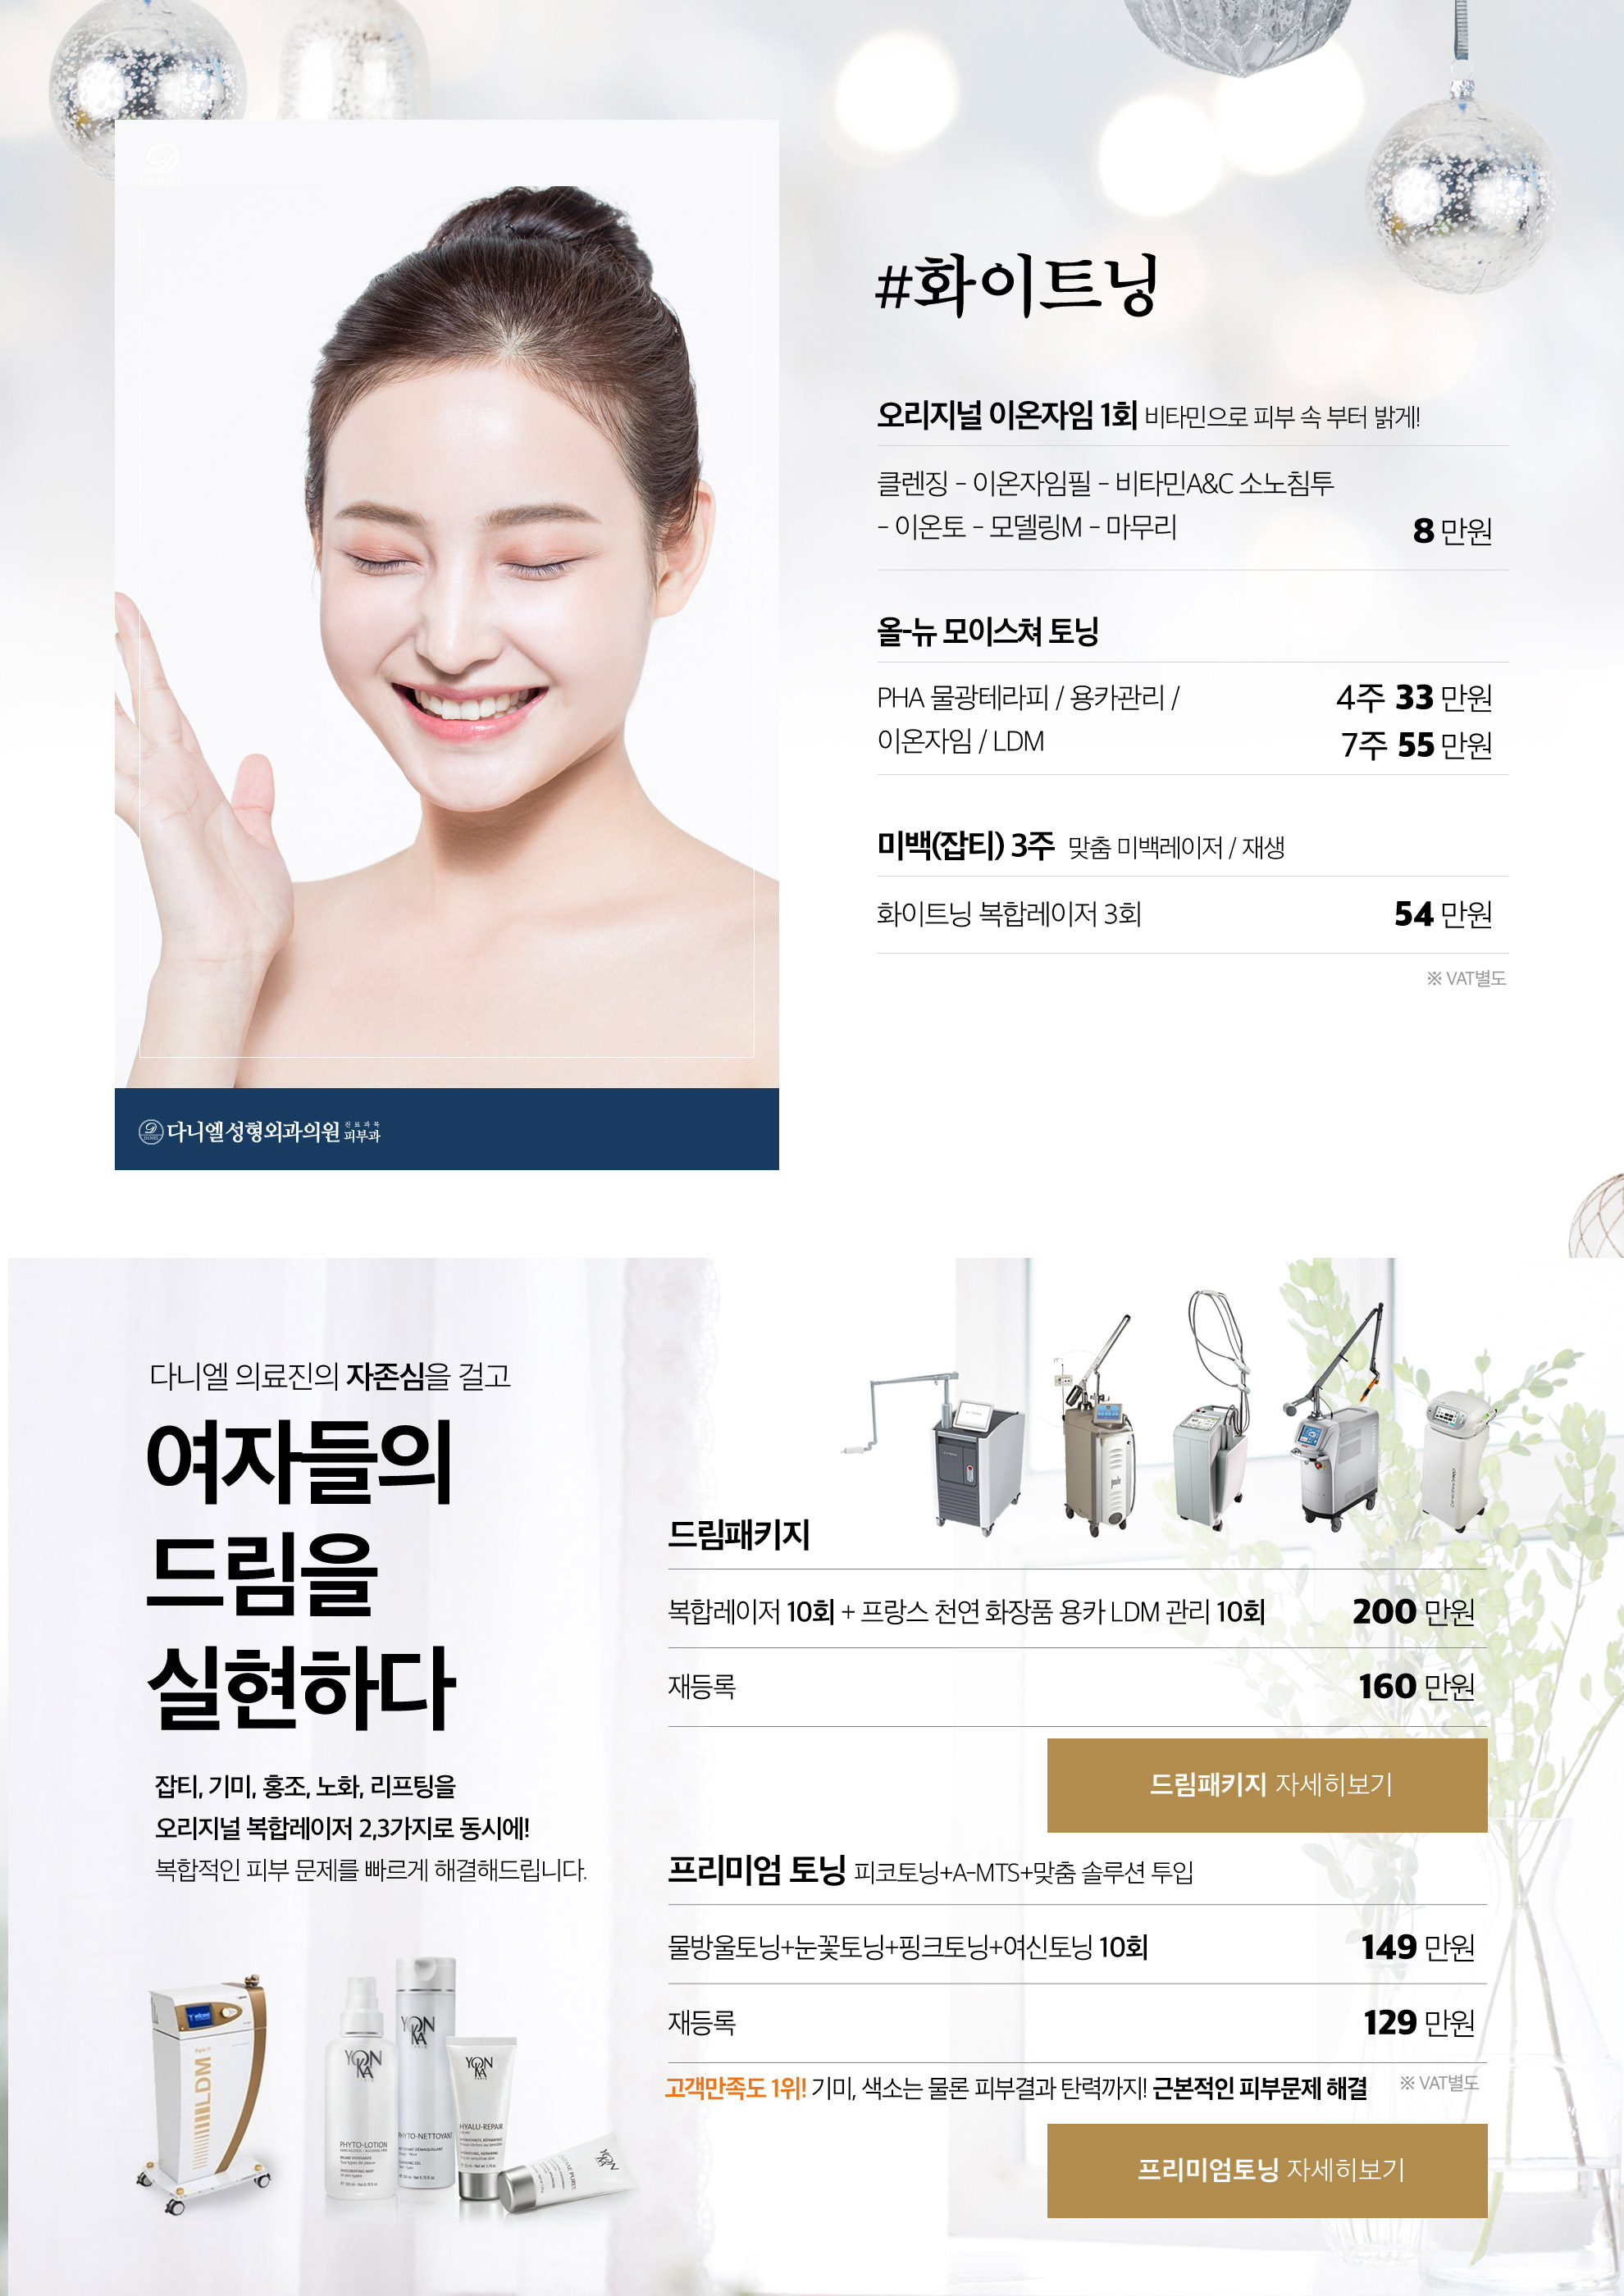 #화이트닝
오리지널 이온자임 1회 비타민으로 피부 속 부터 밝게!
클렌징 - 이온자임필 - 비타민A&C 소노침투
- 이온토 - 모델링M - 마무리
8 만원
올-뉴 모이스쳐 토닝
PHA 물광테라피 / 용카관리 /
이온자임 / LDM
4주 33 만원
7주 55 만원
미백(잡티) 3주 맞춤 미백레이저 / 재생
화이트닝 복합레이저 3회
54 만원
※ VAT별도
다니엘성형외과의원 진료과목 피부과
다니엘 의료진의 자존심을 걸고
여자들의
드림을
실현하다
잡티, 기미, 홍조, 노화, 리프팅을
오리지널 복합레이저 2,3가지로 동시에!
복합적인 피부 문제를 빠르게 해결해드립니다.
LDM
YON
KA
PARIS
PHYTO-LOTION
YON
KA
PARIS
PHYTO-NETTOYANT
YON
KA
PARIS
HYALU-REPAIR
YON
KA
드림패키지
복합레이저 10회 + 프랑스 천연 화장품 용카 LDM 관리 10회
200 만원
재등록
160 만원
드림패키지 자세히보기
프리미엄 토닝 피코토닝+A-MTS+맞춤 솔루션 투입
물방울토닝+눈꽃토닝+핑크토닝+여신토닝 10회
149 만원
재등록
129 만원
고객만족도 1위! 기미, 색소는 물론 피부결과 탄력까지! 근본적인 피부문제 해결
※ VAT별도
프리미엄토닝 자세히보기